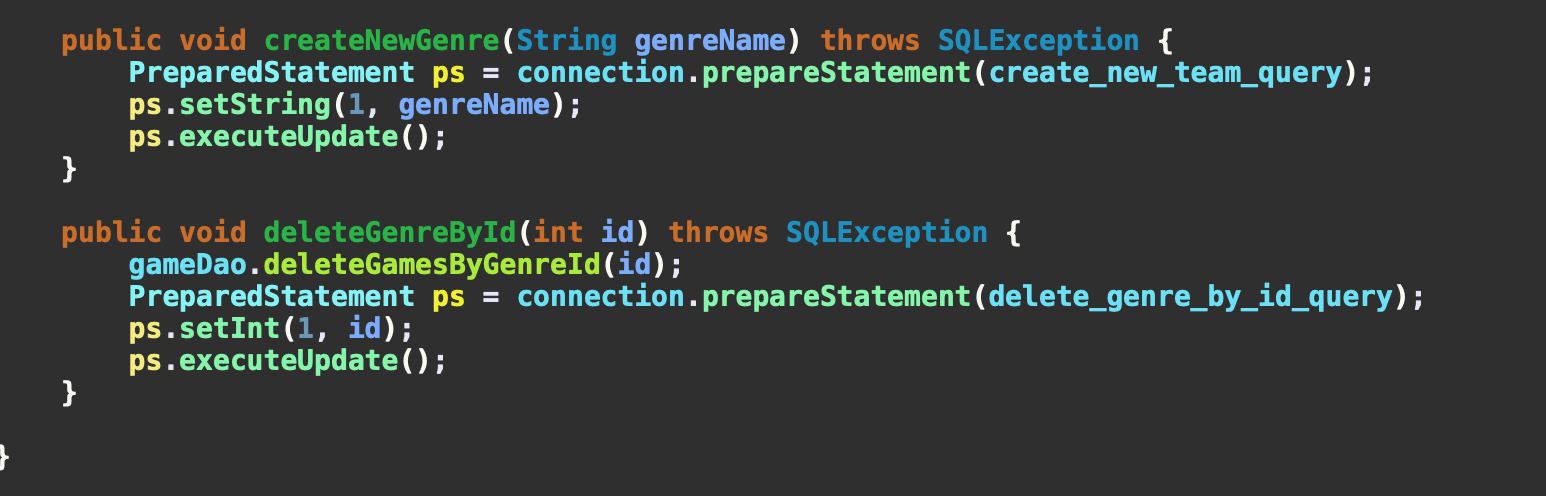 public void createNewGenre(String genreName) throws SQLException {
PreparedStatement ps = connection.prepareStatement(create_new_team_query);
ps.setString(1, genreName);
ps.executeUpdate();
}
public void deleteGenreById(int id) throws SQLException {
gameDao.deleteGamesByGenreId(id);
PreparedStatement ps = connection.prepareStatement(delete_genre_by_id_query);
ps.setInt(1, id);
ps.executeUpdate();
}
}